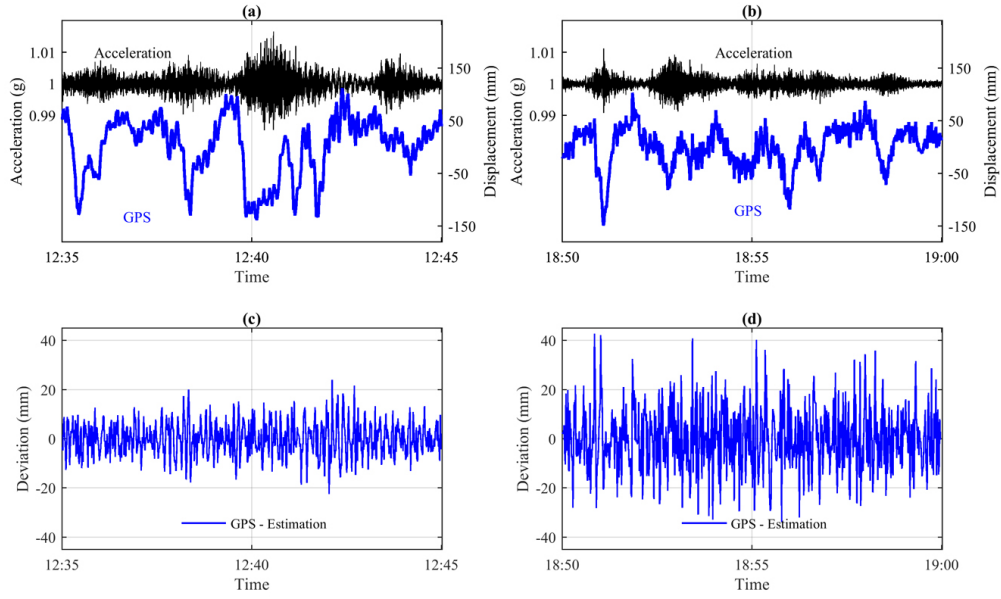 (a)
Acceleration
1.01
1
0.99
Acceleration (g)
150
50
-50
-150
Displacement (mm)
GPS
12:35
12:40
12:45
Time
(b)
Acceleration
1.01
1
0.99
Acceleration (g)
150
50
-50
-150
Displacement (mm)
GPS
18:50
18:55
19:00
Time
(c)
40
20
0
-20
-40
Deviation (mm)
GPS - Estimation
12:35
12:40
12:45
Time
(d)
40
20
0
-20
-40
Deviation (mm)
GPS - Estimation
18:50
18:55
19:00
Time